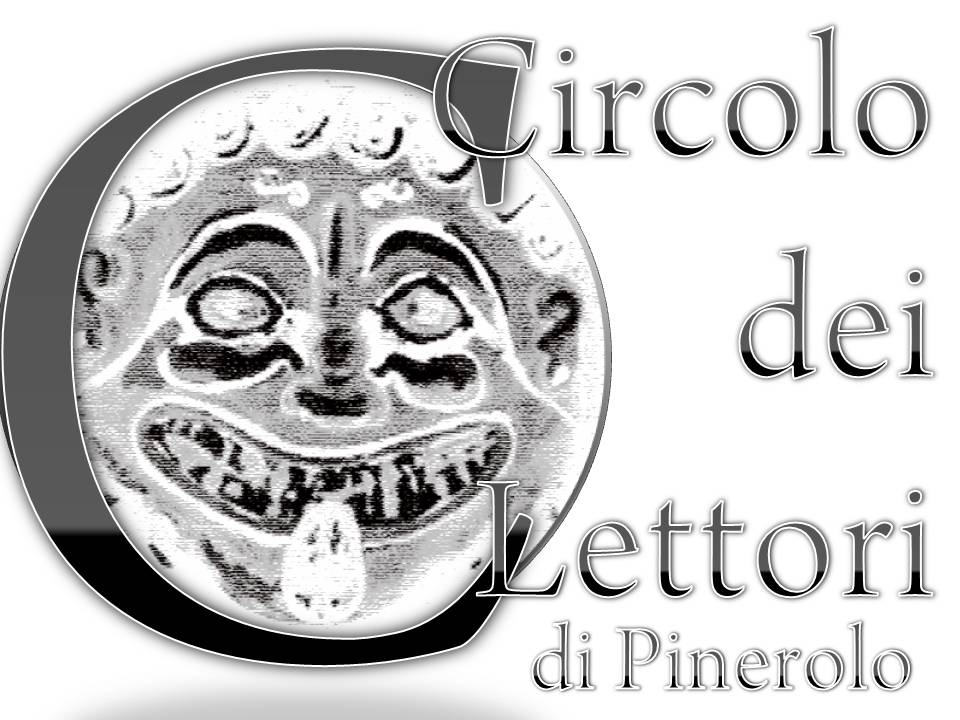 Circolo
dei
Lettori
di Pinerolo